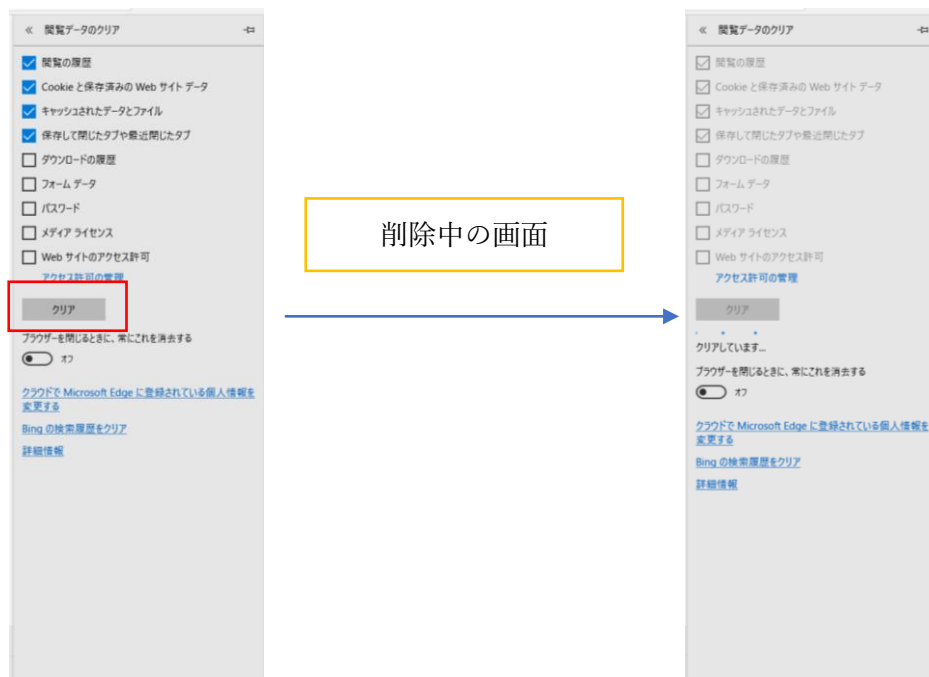 « 閲覧データのクリア
閲覧の履歴
Cookie と保存済みの Web サイト データ
キャッシュされたデータとファイル
保存して閉じたタブや最近閉じたタブ
ダウンロードの履歴
フォーム データ
パスワード
メディア ライセンス
Web サイトのアクセス許可
アクセス許可の管理
クリア
ブラウザーを閉じるときに、常にこれを消去する
オフ
クラウドで Microsoft Edge に登録されている個人情報を
変更する
Bing の検索履歴をクリア
詳細情報
削除中の画面
« 閲覧データのクリア
閲覧の履歴
Cookie と保存済みの Web サイト データ
キャッシュされたデータとファイル
保存して閉じたタブや最近閉じたタブ
ダウンロードの履歴
フォーム データ
パスワード
メディア ライセンス
Web サイトのアクセス許可
アクセス許可の管理
クリア
クリアしています...
ブラウザーを閉じるときに、常にこれを消去する
オフ
クラウドで Microsoft Edge に登録されている個人情報を
変更する
Bing の検索履歴をクリア
詳細情報